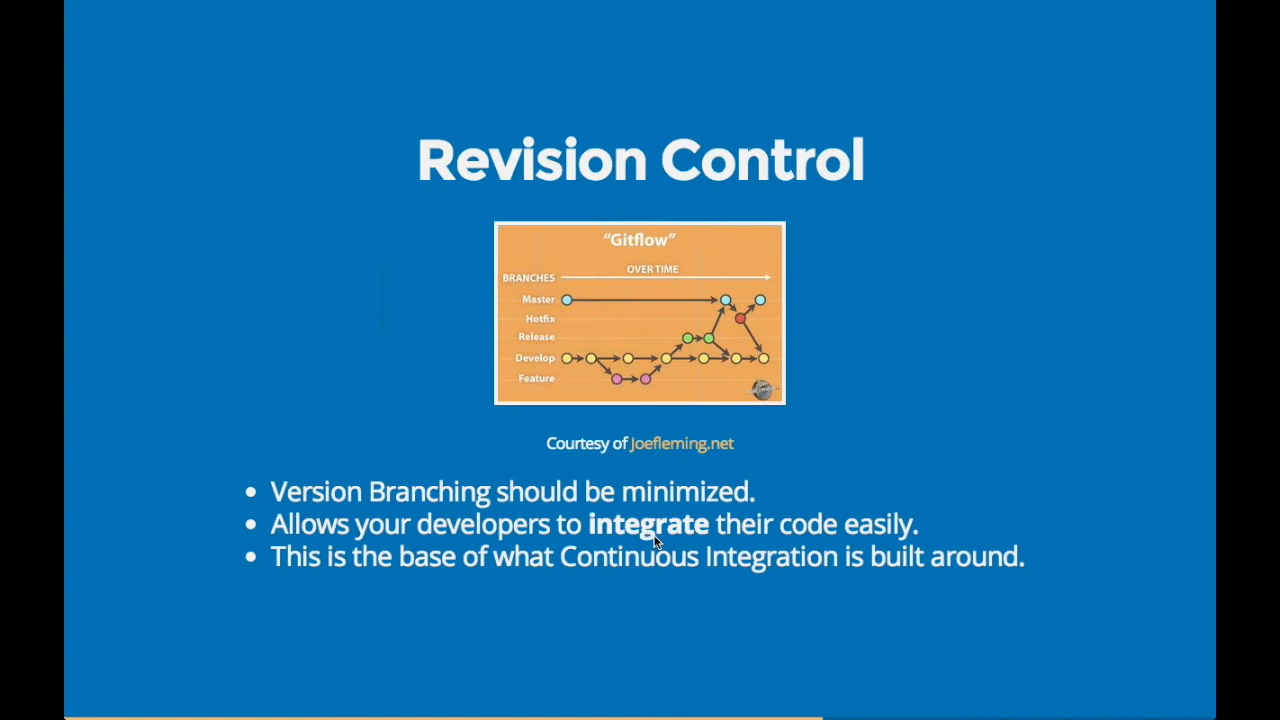 Revision Control
"Gitflow"
OVER TIME
BRANCHES
Master
Hotfix
Release
Develop
Feature
Courtesy of Joefleming.net
Version Branching should be minimized.
Allows your developers to integrate their code easily.
This is the base of what Continuous Integration is built around.